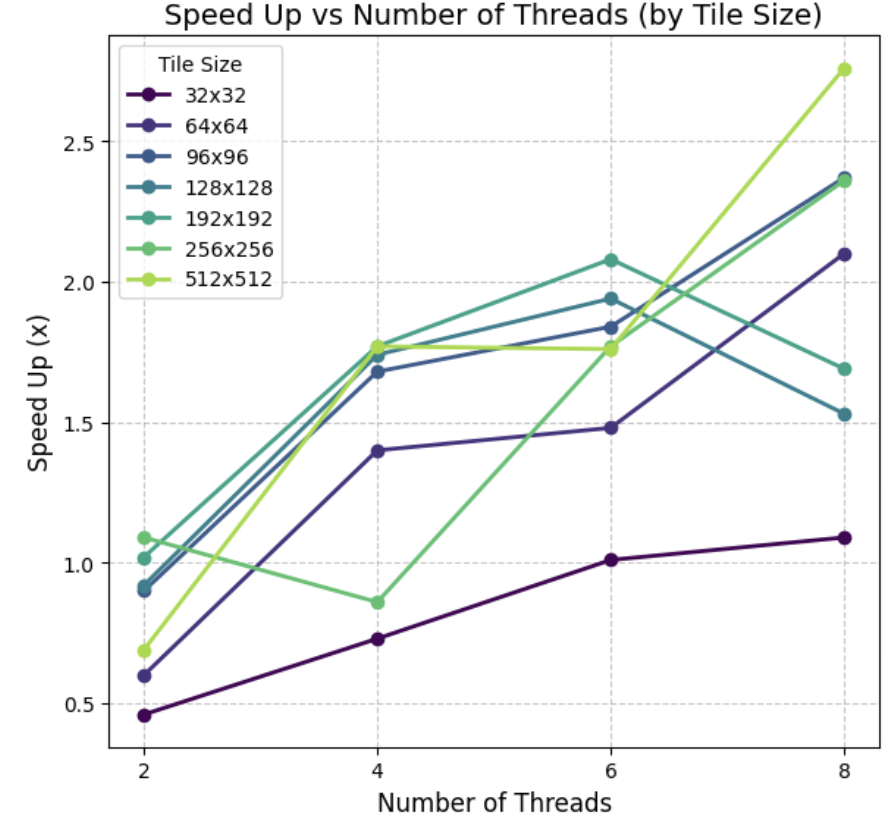 Speed Up vs Number of Threads (by Tile Size)
Tile Size
32x32
64x64
96x96
128x128
192x192
256x256
512x512
2.5
2.0
1.5
1.0
0.5
Speed Up (x)
2 4 6 8
Number of Threads